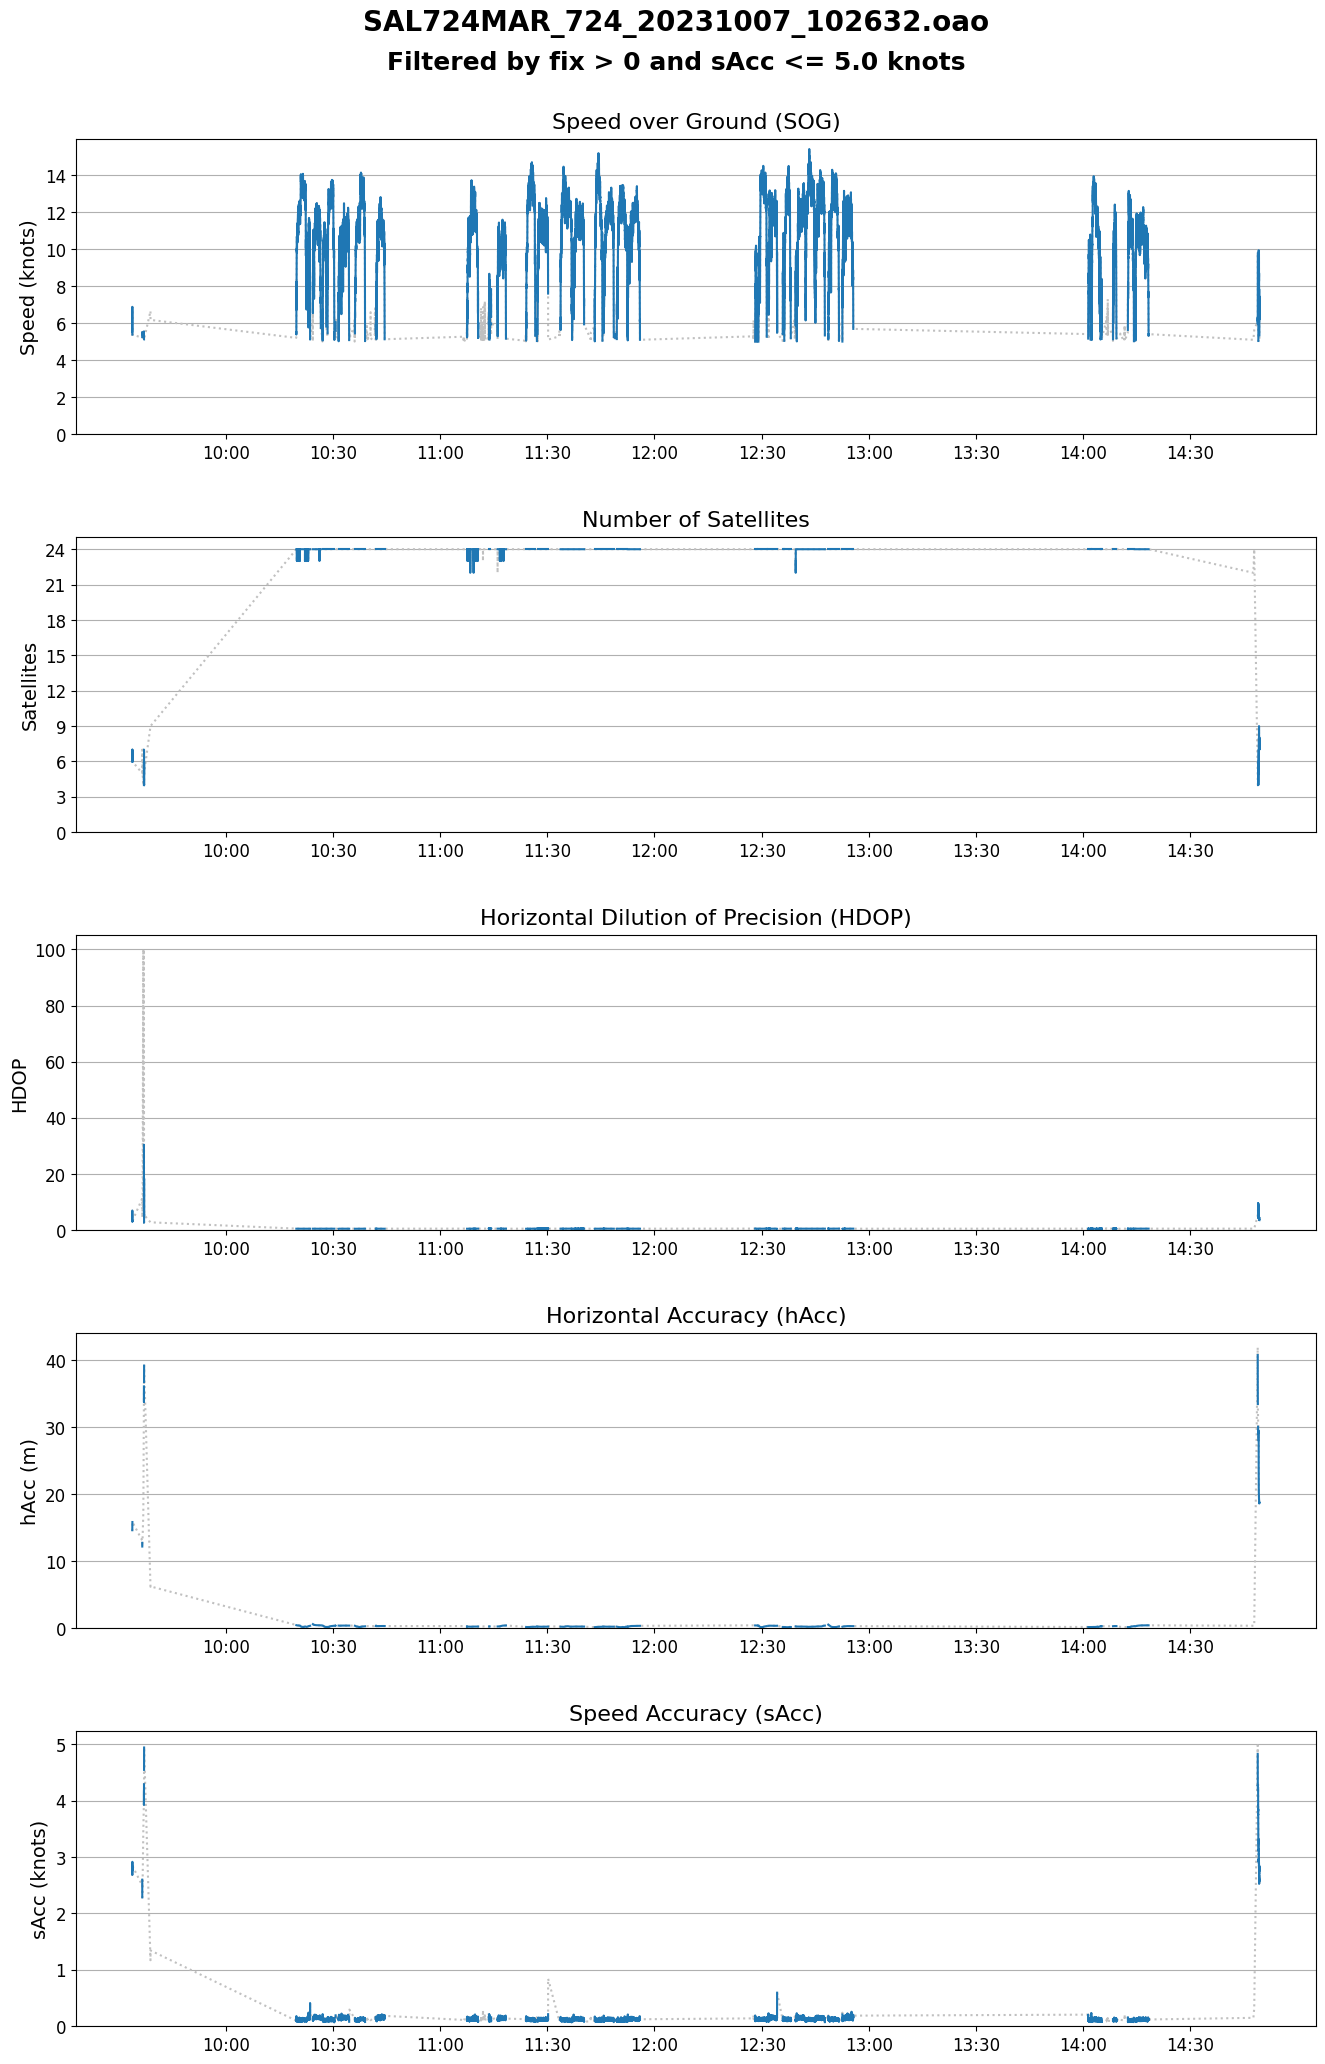 SAL724MAR_724_20231007_102632.oao
Filtered by fix > 0 and sAcc <= 5.0 knots
Speed over Ground (SOG)
Speed (knots)
14
12
10
8
6
4
2
0
10:00 10:30 11:00 11:30 12:00 12:30 13:00 13:30 14:00 14:30
Number of Satellites
Satellites
24
21
18
15
12
9
6
3
0
10:00 10:30 11:00 11:30 12:00 12:30 13:00 13:30 14:00 14:30
Horizontal Dilution of Precision (HDOP)
HDOP
100
80
60
40
20
0
10:00 10:30 11:00 11:30 12:00 12:30 13:00 13:30 14:00 14:30
Horizontal Accuracy (hAcc)
hAcc (m)
40
30
20
10
0
10:00 10:30 11:00 11:30 12:00 12:30 13:00 13:30 14:00 14:30
Speed Accuracy (sAcc)
sAcc (knots)
5
4
3
2
1
0
10:00 10:30 11:00 11:30 12:00 12:30 13:00 13:30 14:00 14:30